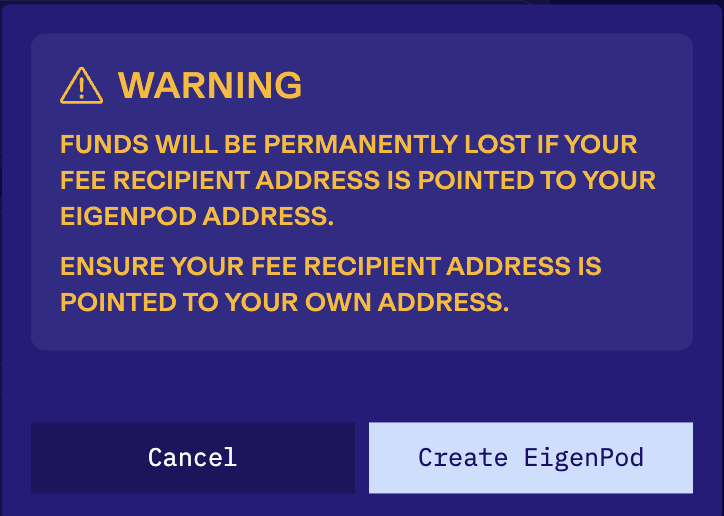 WARNING
FUNDS WILL BE PERMANENTLY LOST IF YOUR
FEE RECIPIENT ADDRESS IS POINTED TO YOUR
EIGENPOD ADDRESS.
ENSURE YOUR FEE RECIPIENT ADDRESS IS
POINTED TO YOUR OWN ADDRESS.
Cancel
Create EigenPod